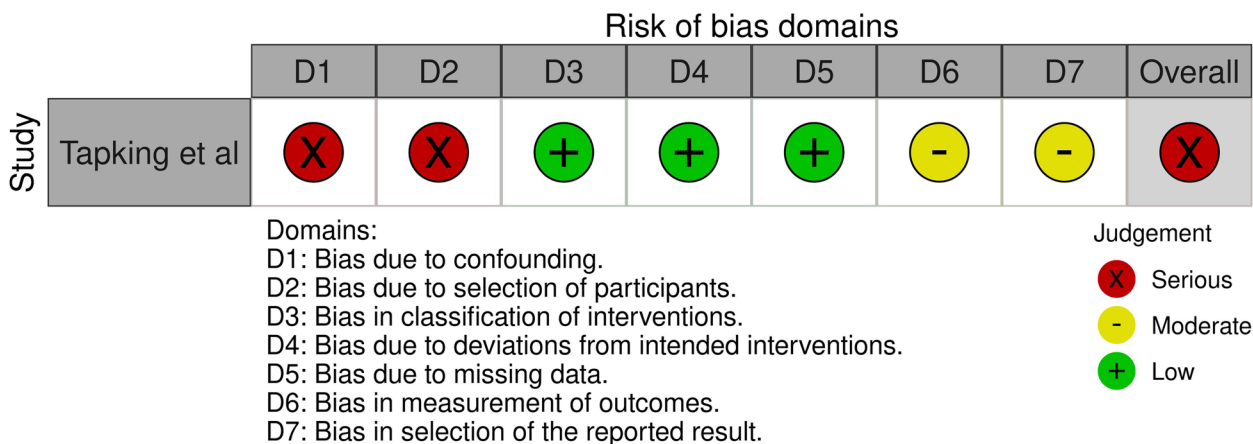 Risk of bias domains
D1 D2 D3 D4 D5 D6 D7 Overall
Study
Tapking et al X X + + + - - X
Domains:
D1: Bias due to confounding.
D2: Bias due to selection of participants.
D3: Bias in classification of interventions.
D4: Bias due to deviations from intended interventions.
D5: Bias due to missing data.
D6: Bias in measurement of outcomes.
D7: Bias in selection of the reported result.
Judgement
X Serious
- Moderate
+ Low